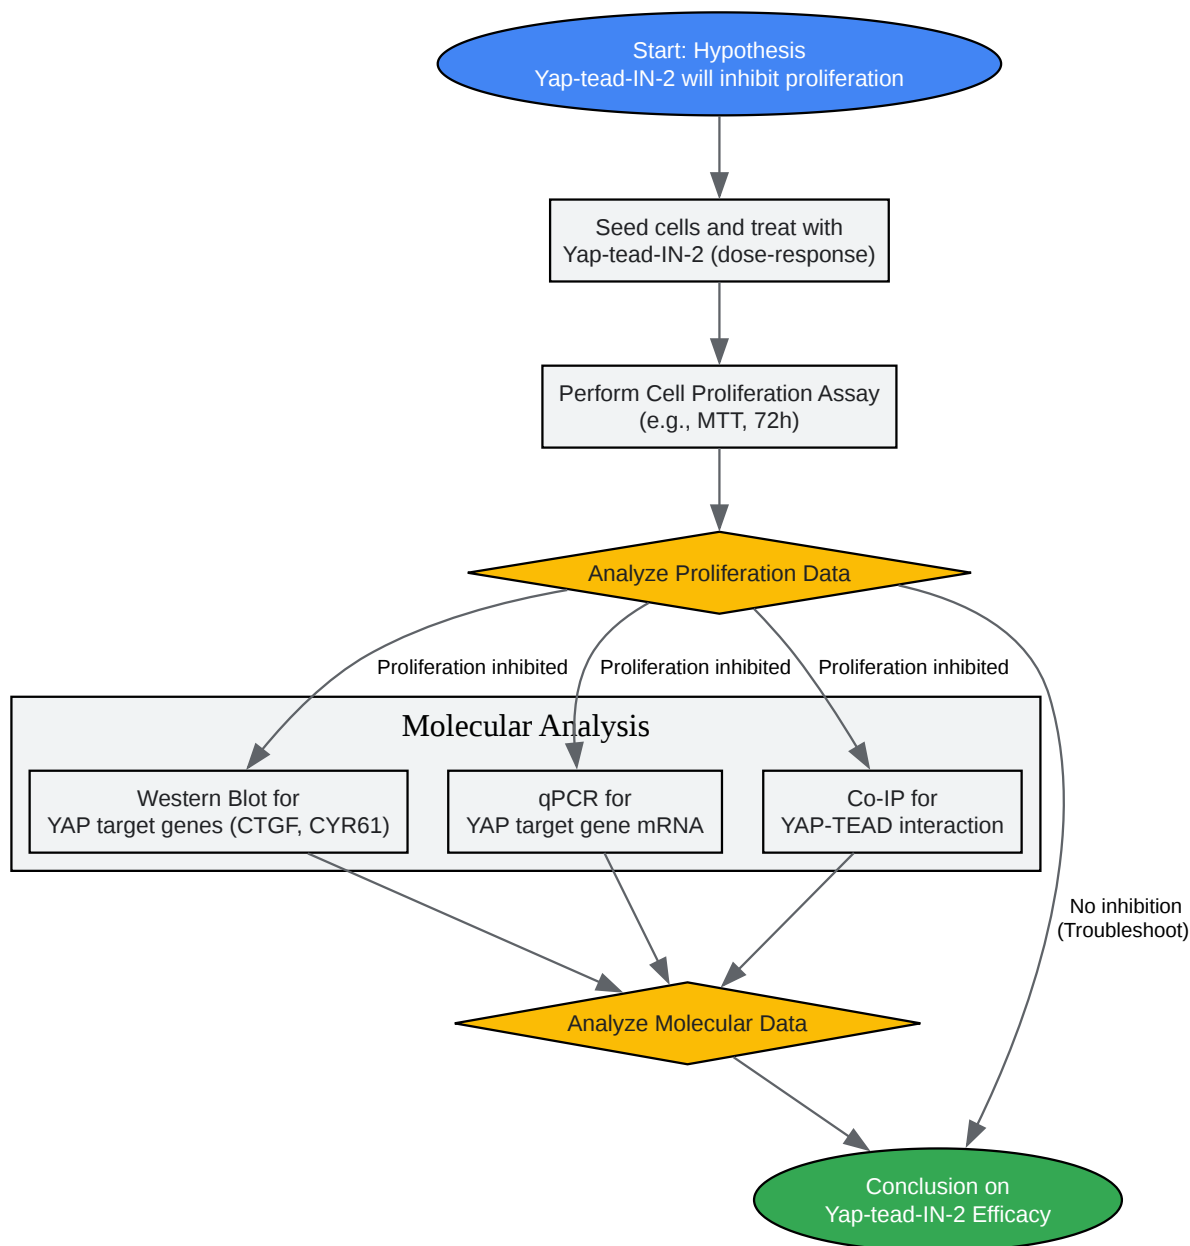 Start: Hypothesis
Yap-tead-IN-2 will inhibit proliferation
Seed cells and treat with
Yap-tead-IN-2 (dose-response)
Perform Cell Proliferation Assay
(e.g., MTT, 72h)
Analyze Proliferation Data
Proliferation inhibited
Proliferation inhibited
Proliferation inhibited
Molecular Analysis
Western Blot for
YAP target genes (CTGF, CYR61)
qPCR for
YAP target gene mRNA
Co-IP for
YAP-TEAD interaction
No inhibition
(Troubleshoot)
Analyze Molecular Data
Conclusion on
Yap-tead-IN-2 Efficacy